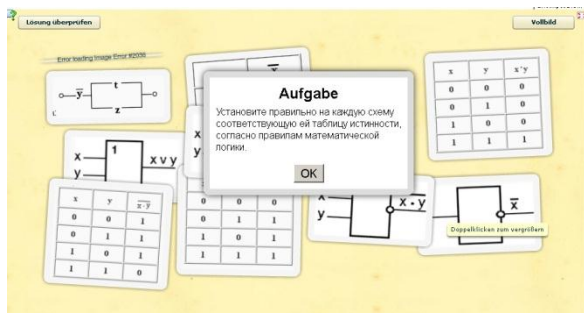 Lösung überprüfen
Vollbild
Error loading Image Error #2036
y t z
x y x·y
0 0 0
0 1 0
1 0 0
1 1 1
Aufgabe
Установите правильно на каждую схему
соответствующую ей таблицу истинности,
согласно правилам математической
логики.
OK
x y 1 x v y
x y
x y x·y
0 0 1
0 1 1
1 0 1
1 1 0
0 0 0
0 1 1
1 0 1
1 1 1
y x·y
x
Doppelklicken zum vergrößern